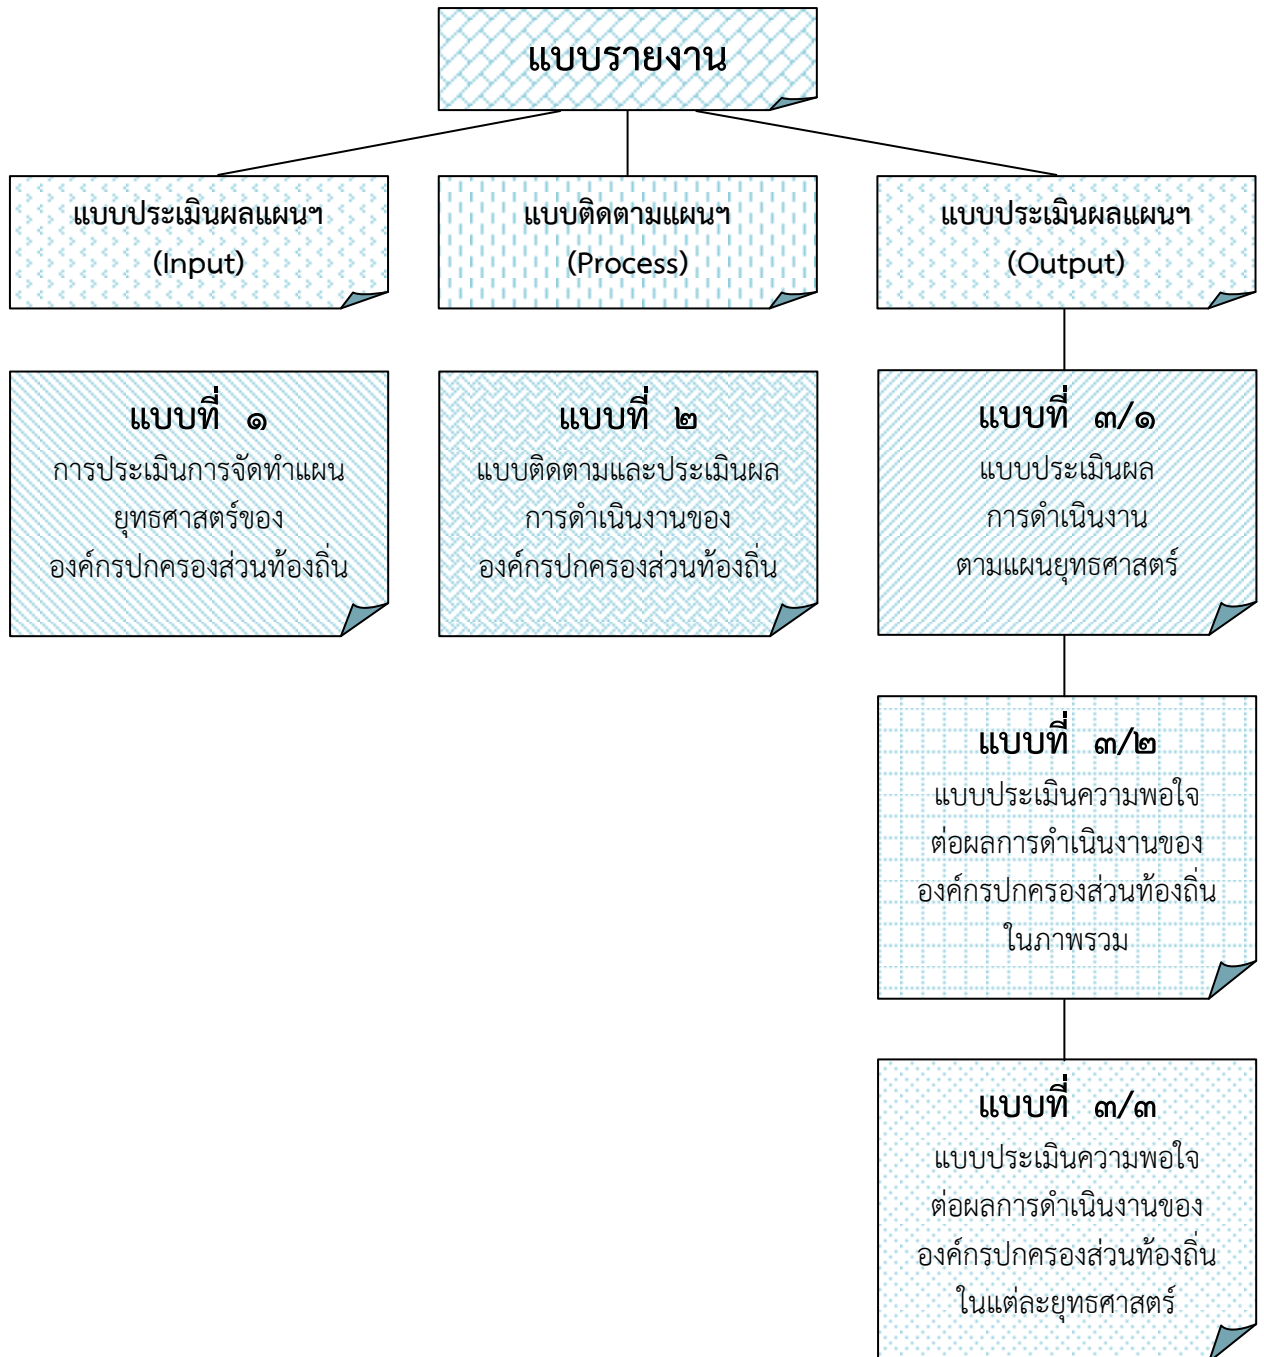 แบบรายงาน
แบบประเมินผลแผนฯ
(Input)
แบบติดตามแผนฯ
(Process)
แบบประเมินผลแผนฯ
(Output)
แบบที่ ๑
การประเมินการจัดทำแผน
ยุทธศาสตร์ของ
องค์กรปกครองส่วนท้องถิ่น
แบบที่ ๒
แบบติดตามและประเมินผล
การดำเนินงานของ
องค์กรปกครองส่วนท้องถิ่น
แบบที่ ๓/๑
แบบประเมินผล
การดำเนินงาน
ตามแผนยุทธศาสตร์
แบบที่ ๓/๒
แบบประเมินความพอใจ
ต่อผลการดำเนินงานของ
องค์กรปกครองส่วนท้องถิ่น
ในภาพรวม
แบบที่ ๓/๓
แบบประเมินความพอใจ
ต่อผลการดำเนินงานของ
องค์กรปกครองส่วนท้องถิ่น
ในแต่ละยุทธศาสตร์